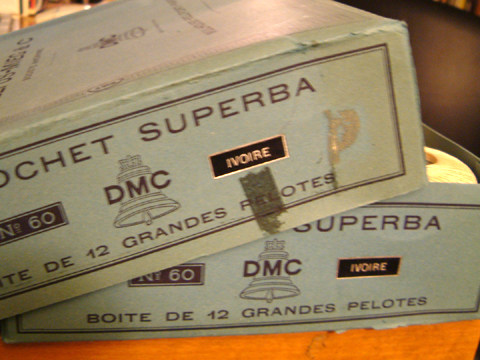 OCHET SUPERBA
IVOIRE
DMC
Nº 60
ITE DE 12 GRANDES PELOTES
SUPERBA
Nº 60
DMC
IVOIRE
BOITE DE 12 GRANDES PELOTES